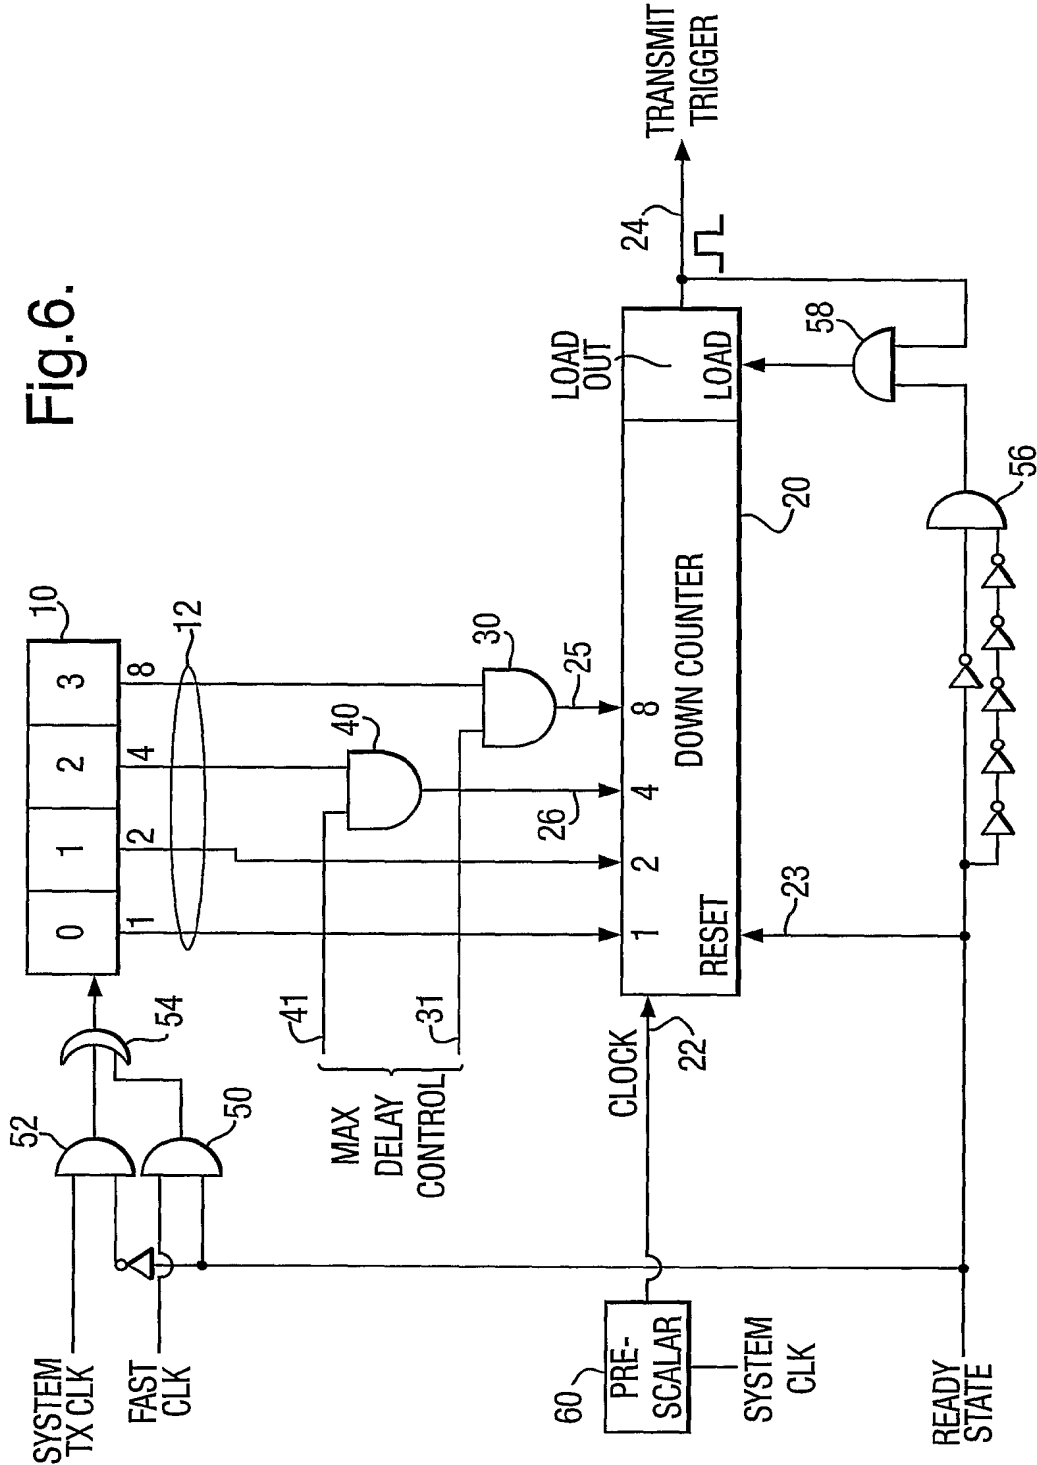 Fig.6.
SYSTEM
TX CLK
FAST
CLK
52
50
54
10
0
1
2
3
1
2
4
8
12
MAX
DELAY
CONTROL
41
31
40
30
26
25
PRE-
SCALAR
60
SYSTEM
CLK
CLOCK
22
1
2
4
8
DOWN COUNTER
RESET
20
LOAD
OUT
LOAD
23
24
TRANSMIT
TRIGGER
58
56
READY
STATE